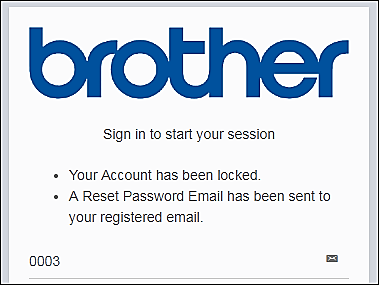 brother
Sign in to start your session
• Your Account has been locked.
• A Reset Password Email has been sent to
your registered email.
0003